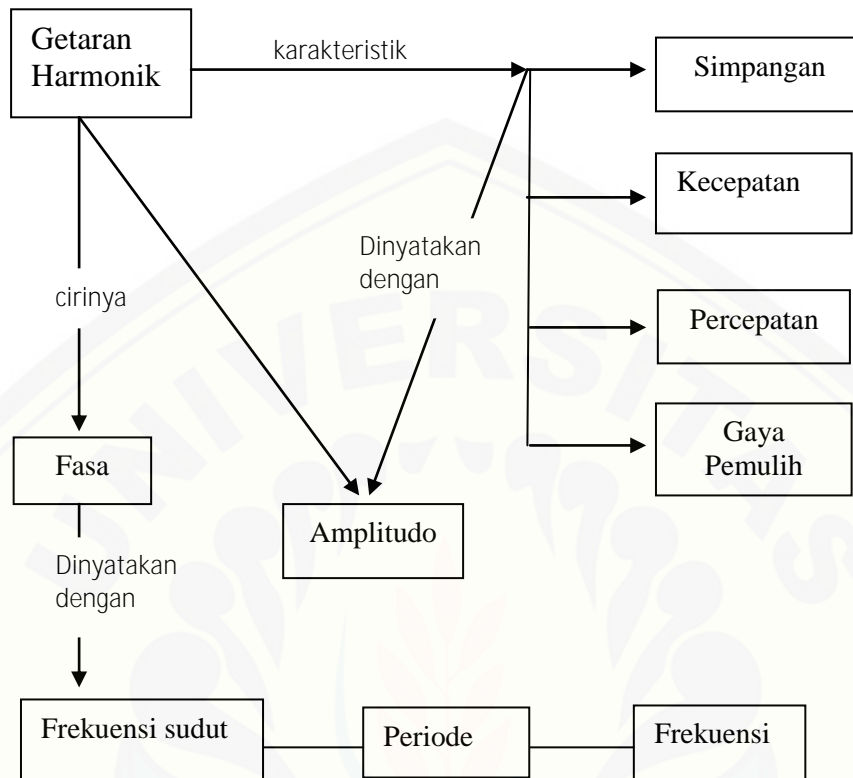 Getaran
Harmonik
karakteristik
Simpangan
Kecepatan
Dinyatakan
dengan
cirinya
Percepatan
Gaya
Pemulih
Fasa
Amplitudo
Dinyatakan
dengan
Frekuensi sudut
Periode
Frekuensi
UNIVERSITAS